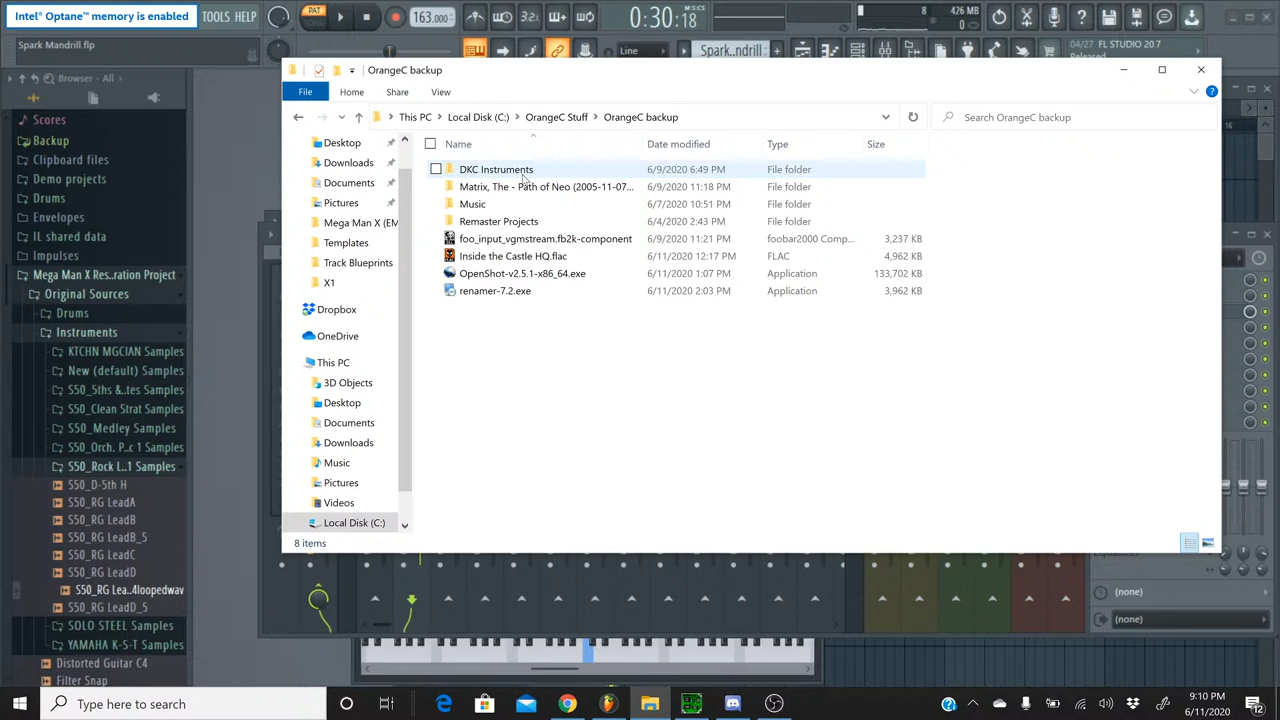 Intel® Optane™ memory is enabled
TOOLS HELP
PAT
163.000
3.2
0:30:18
8
426 MB
Spark Mandrill.flp
Line
Spark..ndrill
04/27 FL STUDIO 20.7
Browser - All
Scores
Backup
Clipboard files
Demo projects
Drums
Envelopes
IL shared data
Impulses
Mega Man X Res..ration Project
Original Sources
Drums
Instruments
KTCHN MGCIAN Samples
New (default) Samples
S50_5ths &..tes Samples
S50_Clean Strat Samples
S50_Medley Samples
S50_Orch. P..c 1 Samples
S50_Rock L..1 Samples
S50_D-5th H
S50_RG LeadA
S50_RG LeadB
S50_RG LeadB_5
S50_RG LeadC
S50_RG LeadD
S50_RG Lea..4loopedwav
S50_RG LeadD_5
SOLO STEEL Samples
YAMAHA K-S-T Samples
Distorted Guitar C4
Filter Snap
OrangeC backup
File Home Share View
This PC > Local Disk (C:) > OrangeC Stuff > OrangeC backup
Search OrangeC backup
Desktop
Downloads
Documents
Pictures
Mega Man X (EM
Templates
Track Blueprints
X1
Dropbox
OneDrive
This PC
3D Objects
Desktop
Documents
Downloads
Music
Pictures
Videos
Local Disk (C:)
Name Date modified Type Size
DKC Instruments 6/9/2020 6:49 PM File folder
Matrix, The - Path of Neo (2005-11-07... 6/9/2020 11:18 PM File folder
Music 6/7/2020 10:51 PM File folder
Remaster Projects 6/4/2020 2:43 PM File folder
foo_input_vgmstream.fb2k-component 6/9/2020 11:21 PM foobar2000 Comp... 3,237 KB
Inside the Castle HQ.flac 6/11/2020 12:17 PM FLAC 4,962 KB
OpenShot-v2.5.1-x86_64.exe 6/11/2020 1:07 PM Application 133,702 KB
renamer-7.2.exe 6/11/2020 2:03 PM Application 3,962 KB
8 items
(none)
(none)
Type here to search
9:10 PM
6/11/2020
12